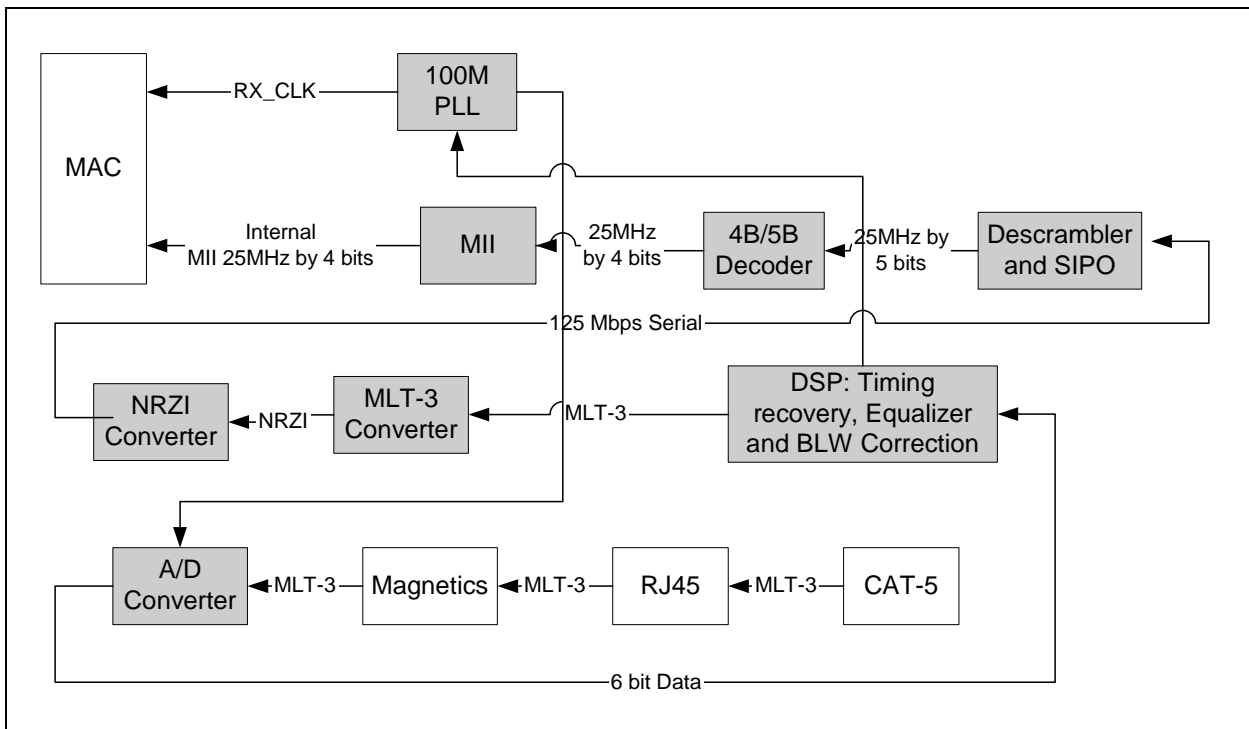 100M
PLL
RX_CLK
MAC
Internal
MII 25MHz by 4 bits
MII
25MHz
by 4 bits
4B/5B
Decoder
25MHz by
5 bits
Descrambler
and SIPO
125 Mbps Serial
NRZI
Converter
NRZI
MLT-3
Converter
MLT-3
DSP: Timing
recovery, Equalizer
and BLW Correction
A/D
Converter
MLT-3
Magnetics
MLT-3
RJ45
MLT-3
CAT-5
6 bit Data